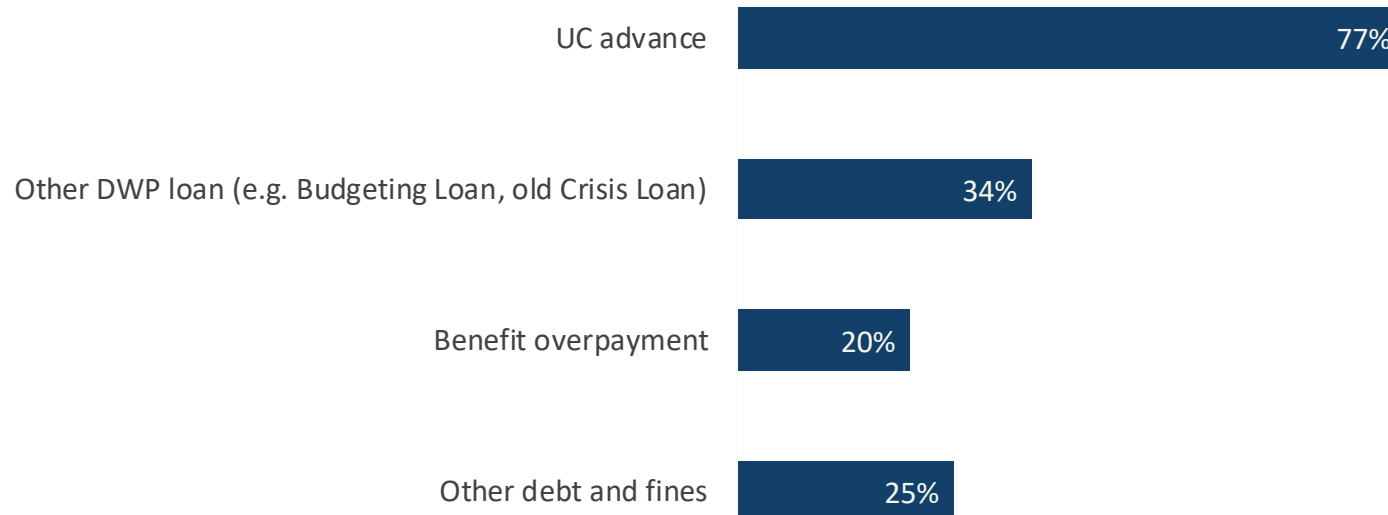 UC advance 77%
Other DWP loan (e.g. Budgeting Loan, old Crisis Loan) 34%
Benefit overpayment 20%
Other debt and fines 25%